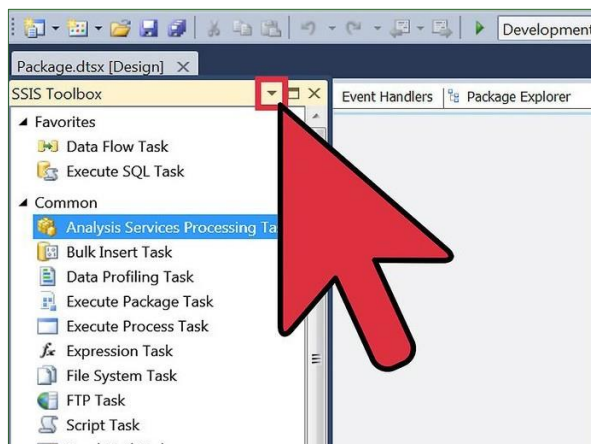 Development
Package.dtsx [Design]
SSIS Toolbox
Event Handlers
Package Explorer
Favorites
Data Flow Task
Execute SQL Task
Common
Analysis Services Processing Ta
Bulk Insert Task
Data Profiling Task
Execute Package Task
Execute Process Task
fx Expression Task
File System Task
FTP Task
Script Task